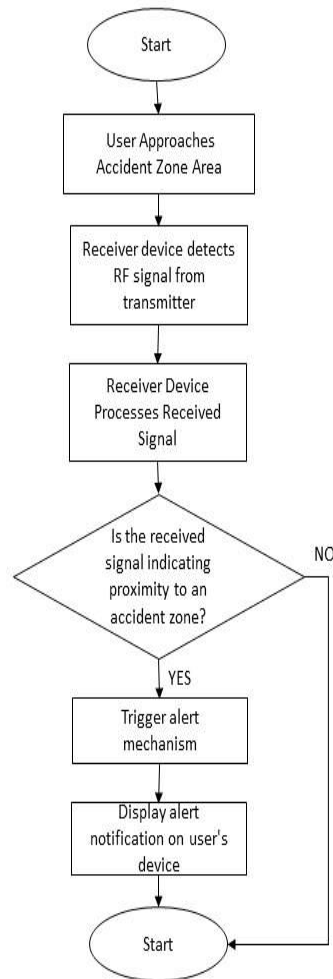 Start
User Approaches
Accident Zone Area
Receiver device detects
RF signal from
transmitter
Receiver Device
Processes Received
Signal
Is the received
signal indicating
proximity to an
accident zone?
NO
YES
Trigger alert
mechanism
Display alert
notification on user's
device
Start